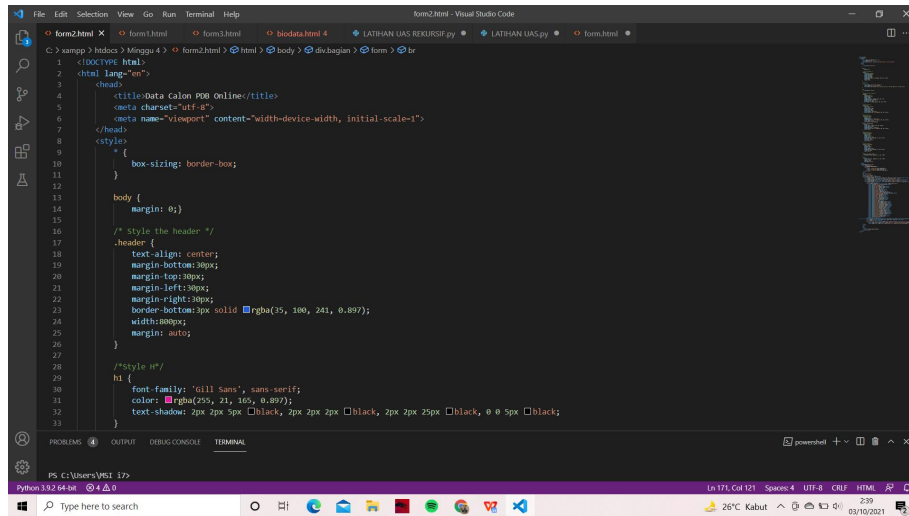 File Edit Selection View Go Run Terminal Help
form2.html - Visual Studio Code
form2.html form1.html form3.html biodata.html 4 LATIHAN UAS REKURSIF.py LATIHAN UAS.py form.html
C: > xampp > htdocs > Minggu 4 > form2.html > html > body > div.bagian > form > br
1 <!DOCTYPE html>
2 <html lang="en">
3 <head>
4 <title>Data Calon PDB Online</title>
5 <meta charset="utf-8">
6 <meta name="viewport" content="width=device-width, initial-scale=1">
7 </head>
8 <style>
9 * {
10 box-sizing: border-box;
11 }
12
13 body {
14 margin: 0;}
15
16 /* Style the header */
17 .header {
18 text-align: center;
19 margin-bottom:30px;
20 margin-top:30px;
21 margin-left:30px;
22 margin-right:30px;
23 border-bottom:3px solid rgba(35, 100, 241, 0.897);
24 width:800px;
25 margin: auto;
26 }
27
28 /*Style H*/
29 h1 {
30 font-family: 'Gill Sans', sans-serif;
31 color: rgba(255, 21, 165, 0.897);
32 text-shadow: 2px 2px 5px black, 2px 2px 2px black, 2px 2px 25px black, 0 0 5px black;
33 }
PROBLEMS 4 OUTPUT DEBUG CONSOLE TERMINAL
powershell
PS C:\Users\MSI i7>
Python 3.9.2 64-bit 4 0
Ln 171, Col 121 Spaces: 4 UTF-8 CRLF HTML
Type here to search
26°C Kabut
2:39
03/10/2021